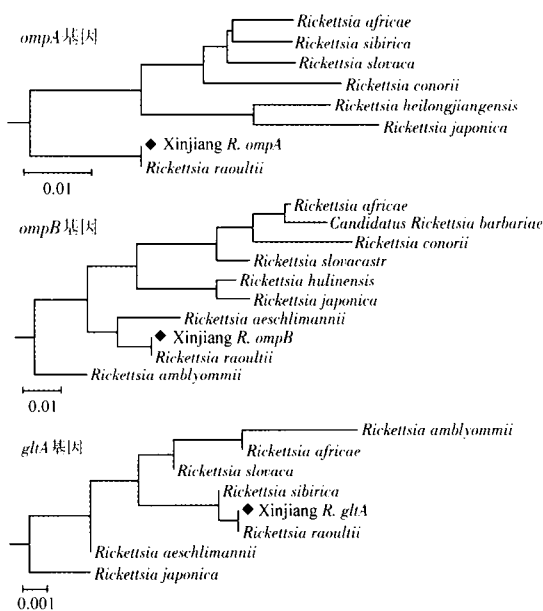 Rickettsia africae
ompA基因
Rickettsia sibirica
Rickettsia slovaca
Rickettsia conorii
Rickettsia heilongjiangensis
Rickettsia japonica
◆ Xinjiang R. ompA
Rickettsia raoultii
0.01
ompB基因
Rickettsia africae
Candidatus Rickettsia barbariae
Rickettsia conorii
Rickettsia slovacastr
Rickettsia hulinensis
Rickettsia japonica
Rickettsia aeschlimannii
◆ Xinjiang R. ompB
Rickettsia raoultii
Rickettsia amblyommii
0.01
gltA基因
Rickettsia amblyommii
Rickettsia africae
Rickettsia slovaca
Rickettsia sibirica
◆ Xinjiang R. gltA
Rickettsia raoultii
Rickettsia aeschlimannii
Rickettsia japonica
0.001